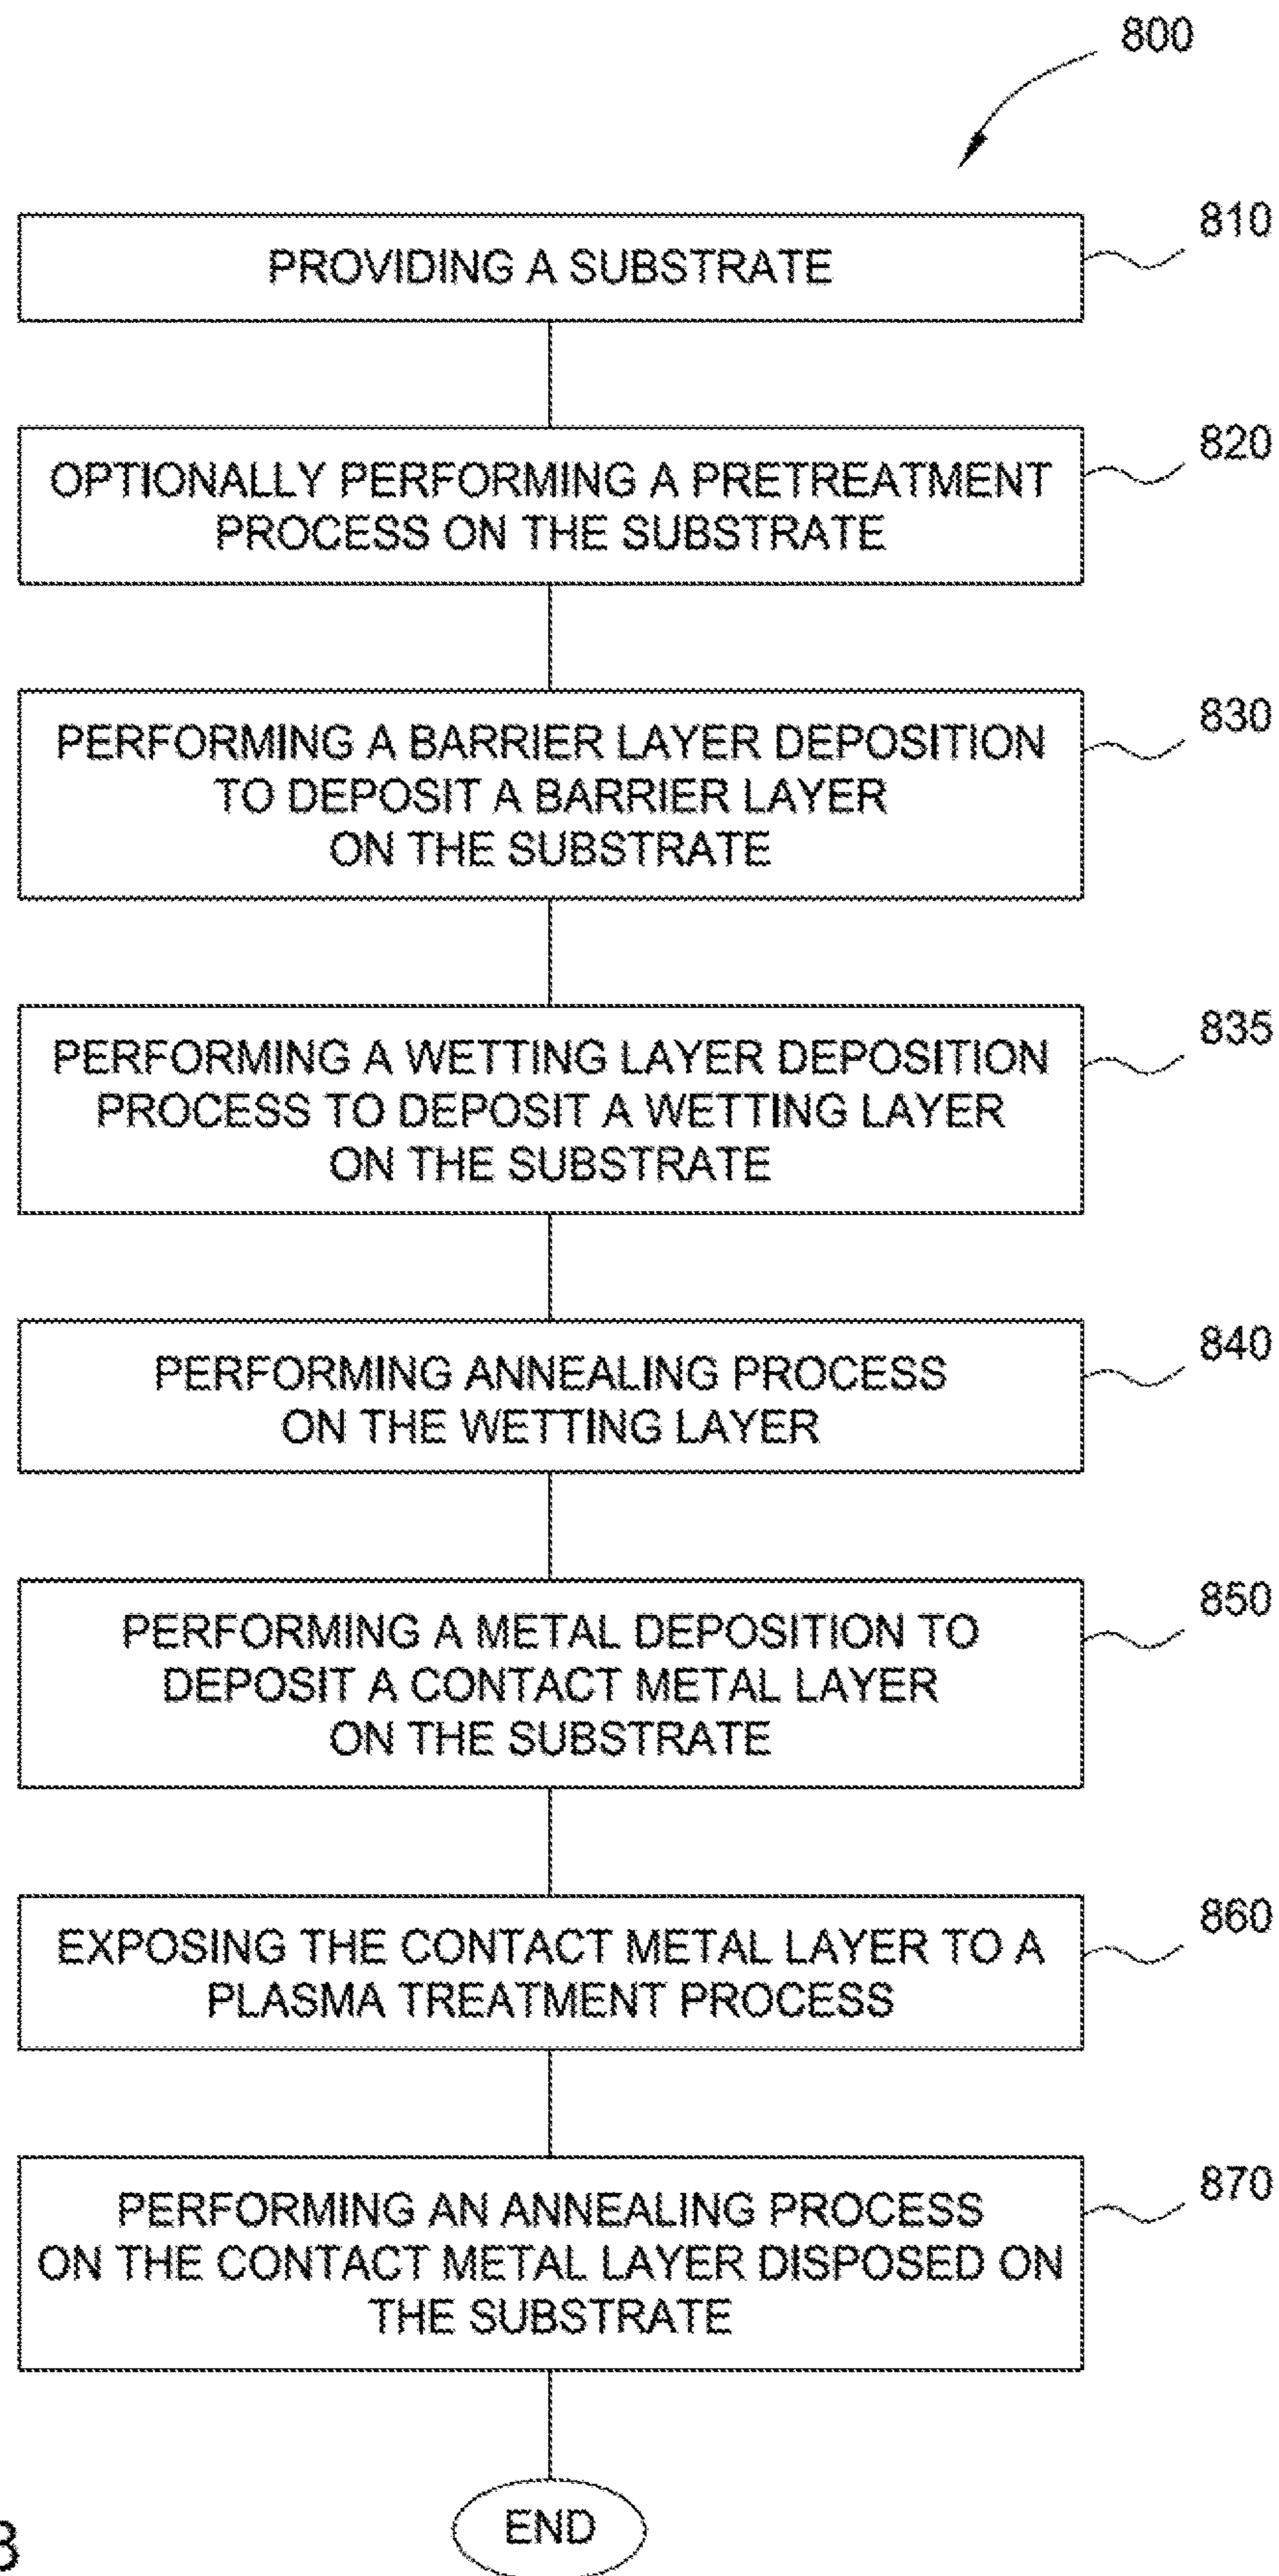 800
PROVIDING A SUBSTRATE
810
OPTIONALLY PERFORMING A PRETREATMENT
PROCESS ON THE SUBSTRATE
820
PERFORMING A BARRIER LAYER DEPOSITION
TO DEPOSIT A BARRIER LAYER
ON THE SUBSTRATE
830
PERFORMING A WETTING LAYER DEPOSITION
PROCESS TO DEPOSIT A WETTING LAYER
ON THE SUBSTRATE
835
PERFORMING ANNEALING PROCESS
ON THE WETTING LAYER
840
PERFORMING A METAL DEPOSITION TO
DEPOSIT A CONTACT METAL LAYER
ON THE SUBSTRATE
850
EXPOSING THE CONTACT METAL LAYER TO A
PLASMA TREATMENT PROCESS
860
PERFORMING AN ANNEALING PROCESS
ON THE CONTACT METAL LAYER DISPOSED ON
THE SUBSTRATE
870
END